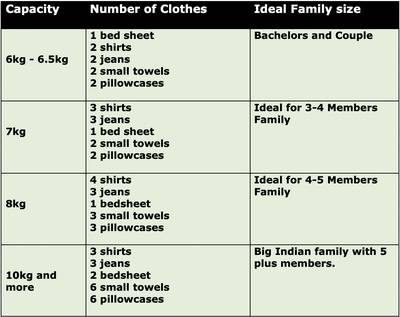 Capacity Number of Clothes Ideal Family size
6kg - 6.5kg
1 bed sheet
2 shirts
2 jeans
2 small towels
2 pillowcases
Bachelors and Couple
7kg
3 shirts
3 jeans
1 bed sheet
2 small towels
2 pillowcases
Ideal for 3-4 Members
Family
8kg
4 shirts
3 jeans
1 bedsheet
3 small towels
3 pillowcases
Ideal for 4-5 Members
Family
10kg and
more
3 shirts
3 jeans
2 bedsheet
6 small towels
6 pillowcases
Big Indian family with 5
plus members.